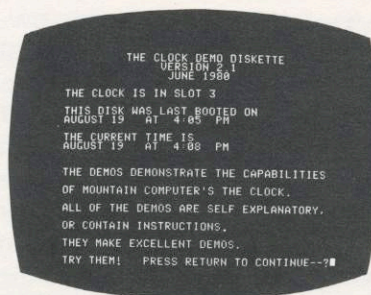 THE CLOCK DEMO DISKETTE
VERSION 2.1
JUNE 1980
THE CLOCK IS IN SLOT 3
THIS DISK WAS LAST BOOTED ON
AUGUST 19 AT 4:05 PM
THE CURRENT TIME IS
AUGUST 19 AT 4:08 PM
THE DEMOS DEMONSTRATE THE CAPABILITIES
OF MOUNTAIN COMPUTER'S THE CLOCK.
ALL OF THE DEMOS ARE SELF EXPLANATORY.
OR CONTAIN INSTRUCTIONS.
THEY MAKE EXCELLENT DEMOS.
TRY THEM! PRESS RETURN TO CONTINUE--?